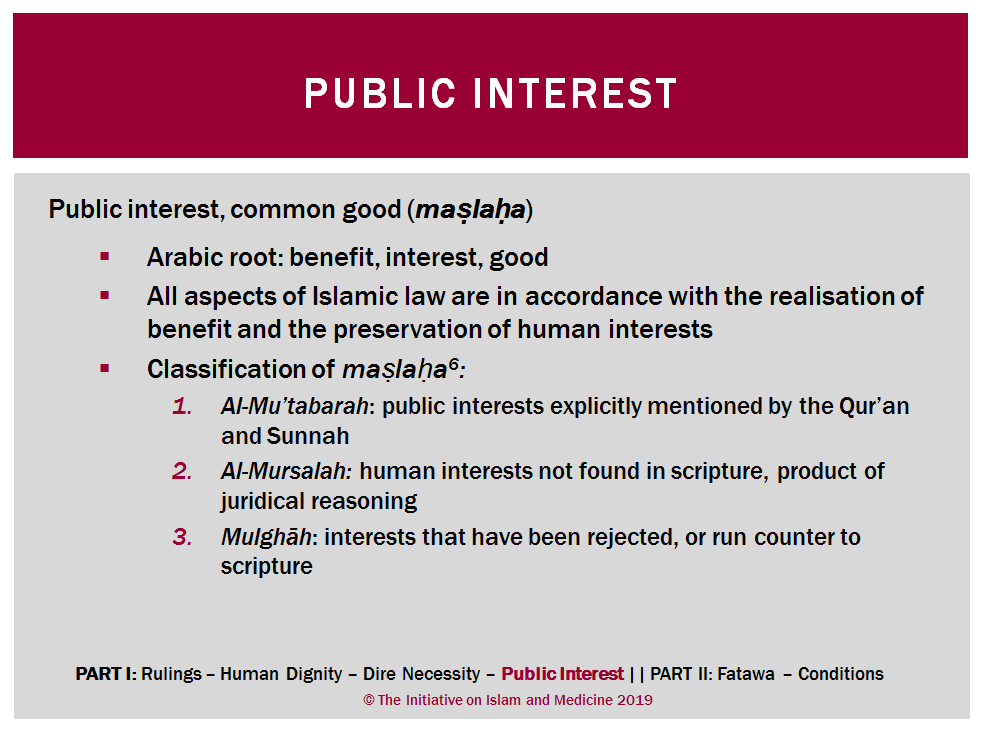 PUBLIC INTEREST
Public interest, common good (maṣlaḥa)
▪ Arabic root: benefit, interest, good
▪ All aspects of Islamic law are in accordance with the realisation of
benefit and the preservation of human interests
▪ Classification of maṣlaḥa⁶:
1. Al-Mu’tabarah: public interests explicitly mentioned by the Qur’an
and Sunnah
2. Al-Mursalah: human interests not found in scripture, product of
juridical reasoning
3. Mulghāh: interests that have been rejected, or run counter to
scripture
PART I: Rulings – Human Dignity – Dire Necessity – Public Interest || PART II: Fatawa – Conditions
© The Initiative on Islam and Medicine 2019